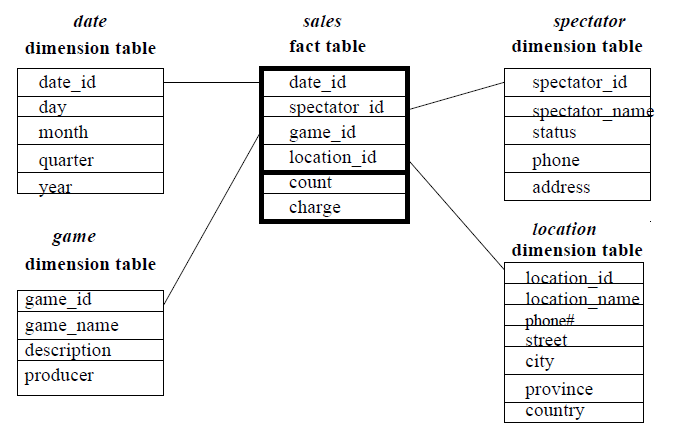 date
dimension table
date_id
day
month
quarter
year
sales
fact table
date_id
spectator_id
game_id
location_id
count
charge
spectator
dimension table
spectator_id
spectator_name
status
phone
address
game
dimension table
game_id
game_name
description
producer
location
dimension table
location_id
location_name
phone#
street
city
province
country